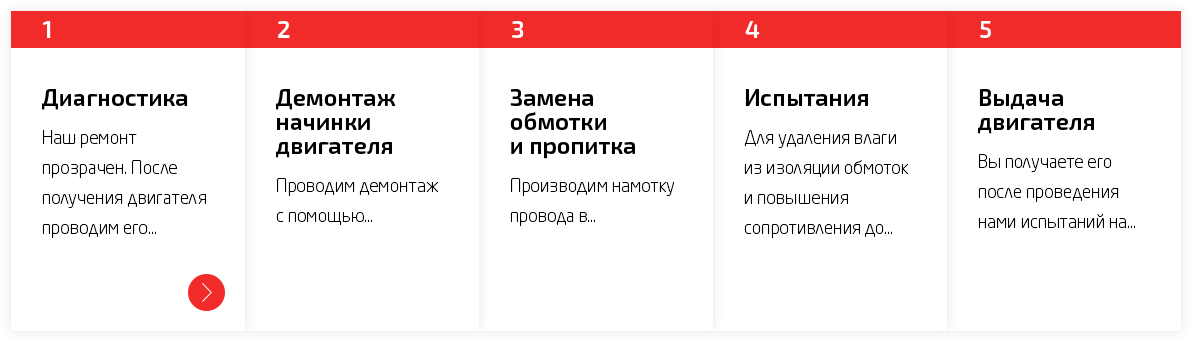 1
Диагностика
Наш ремонт
прозрачен. После
получения двигателя
проводим его...
2
Демонтаж
начинки
двигателя
Проводим демонтаж
с помощью...
3
Замена
обмотки
и пропитка
Производим намотку
провода в...
4
Испытания
Для удаления влаги
из изоляции обмоток
и повышения
сопротивления до...
5
Выдача
двигателя
Вы получаете его
после проведения
нами испытаний на...